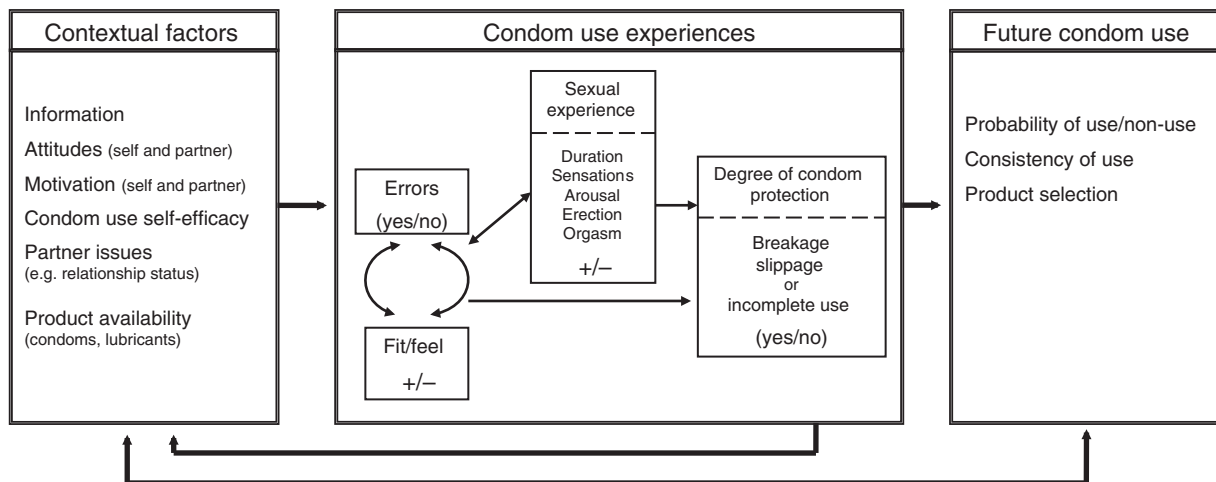 Contextual factors
Information
Attitudes (self and partner)
Motivation (self and partner)
Condom use self-efficacy
Partner issues
(e.g. relationship status)
Product availability
(condoms, lubricants)
Condom use experiences
Errors
(yes/no)
Fit/feel
+/–
Sexual
experience
Duration
Sensations
Arousal
Erection
Orgasm
+/–
Degree of condom
protection
Breakage
slippage
or
incomplete use
(yes/no)
Future condom use
Probability of use/non-use
Consistency of use
Product selection